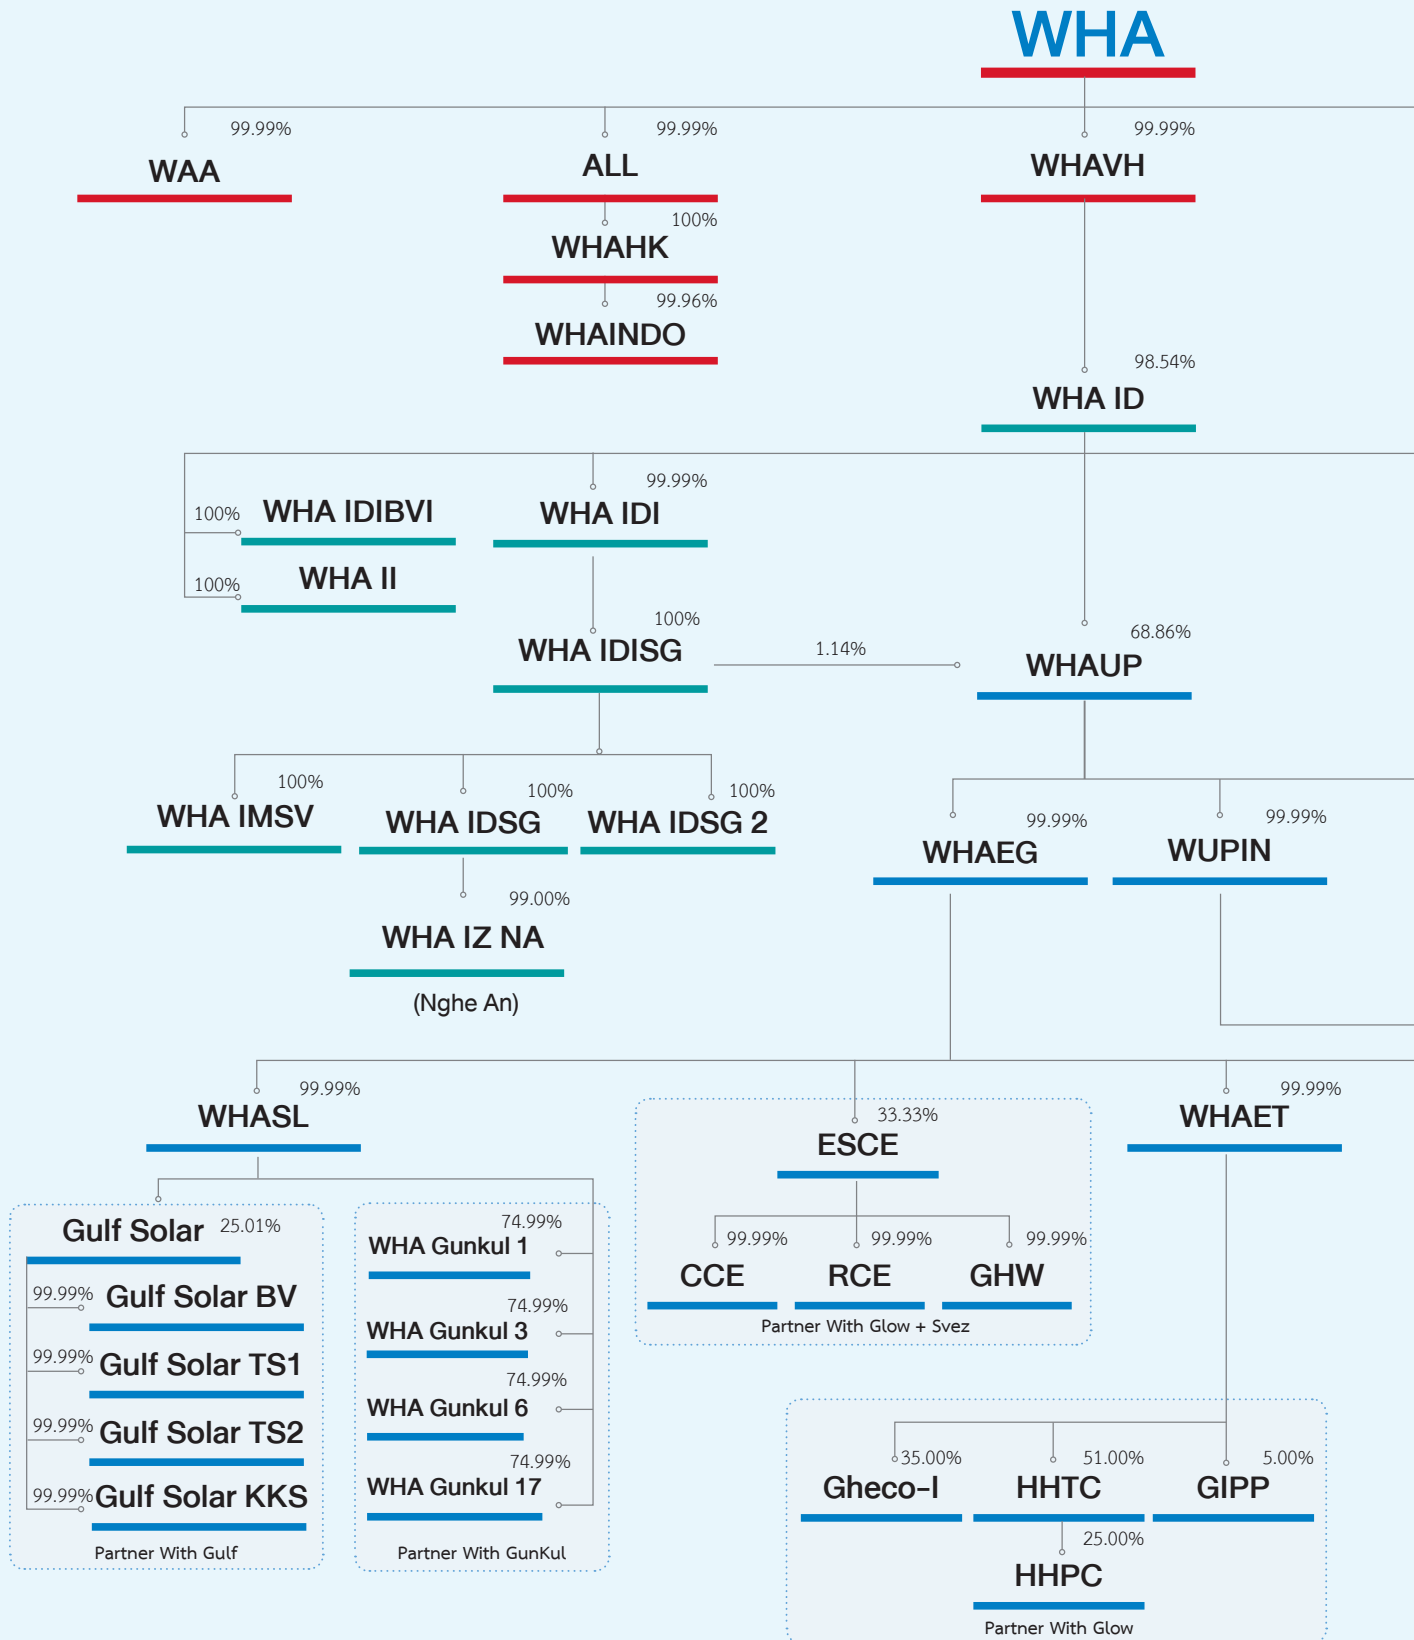 WHA
99.99%
WAA
99.99%
ALL
99.99%
WHAVH
100%
WHAHK
99.96%
WHAINDO
98.54%
WHA ID
100%
WHA IDIBVI
100%
WHA II
99.99%
WHA IDI
100%
WHA IDISG
1.14%
68.86%
WHAUP
100%
WHA IMSV
100%
WHA IDSG
100%
WHA IDSG 2
99.00%
WHA IZ NA
(Nghe An)
99.99%
WHAEG
99.99%
WUPIN
99.99%
WHASL
33.33%
ESCE
99.99%
WHAET
Gulf Solar 25.01%
99.99% Gulf Solar BV
99.99% Gulf Solar TS1
99.99% Gulf Solar TS2
99.99% Gulf Solar KKS
Partner With Gulf
74.99%
WHA Gunkul 1
74.99%
WHA Gunkul 3
74.99%
WHA Gunkul 6
74.99%
WHA Gunkul 17
Partner With GunKul
99.99%
CCE
99.99%
RCE
99.99%
GHW
Partner With Glow + Svez
35.00%
Gheco-I
51.00%
HHTC
5.00%
GIPP
25.00%
HHPC
Partner With Glow